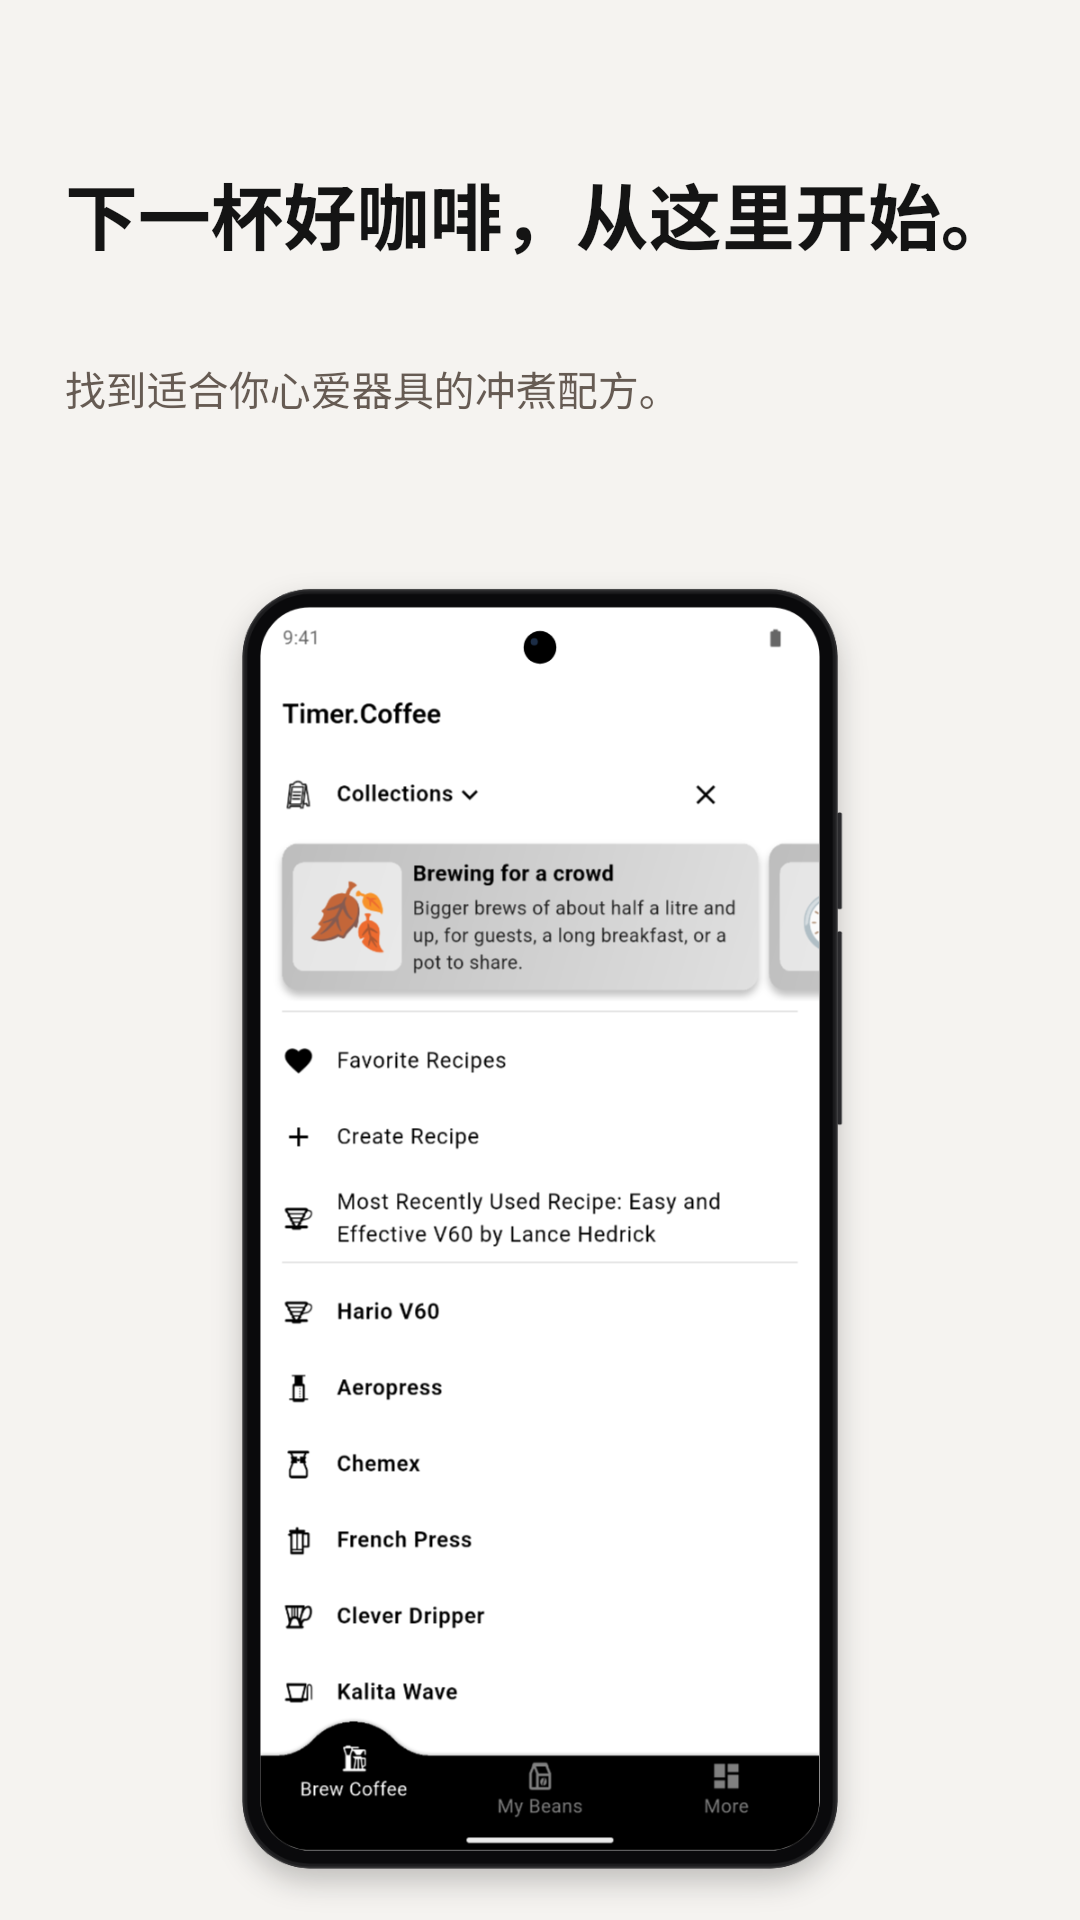 下一杯好咖啡，从这里开始。
找到适合你心爱器具的冲煮配方。
9:41
Timer.Coffee
Collections
Brewing for a crowd
Bigger brews of about half a litre and
up, for guests, a long breakfast, or a
pot to share.
Favorite Recipes
Create Recipe
Most Recently Used Recipe: Easy and
Effective V60 by Lance Hedrick
Hario V60
Aeropress
Chemex
French Press
Clever Dripper
Kalita Wave
Brew Coffee
My Beans
More